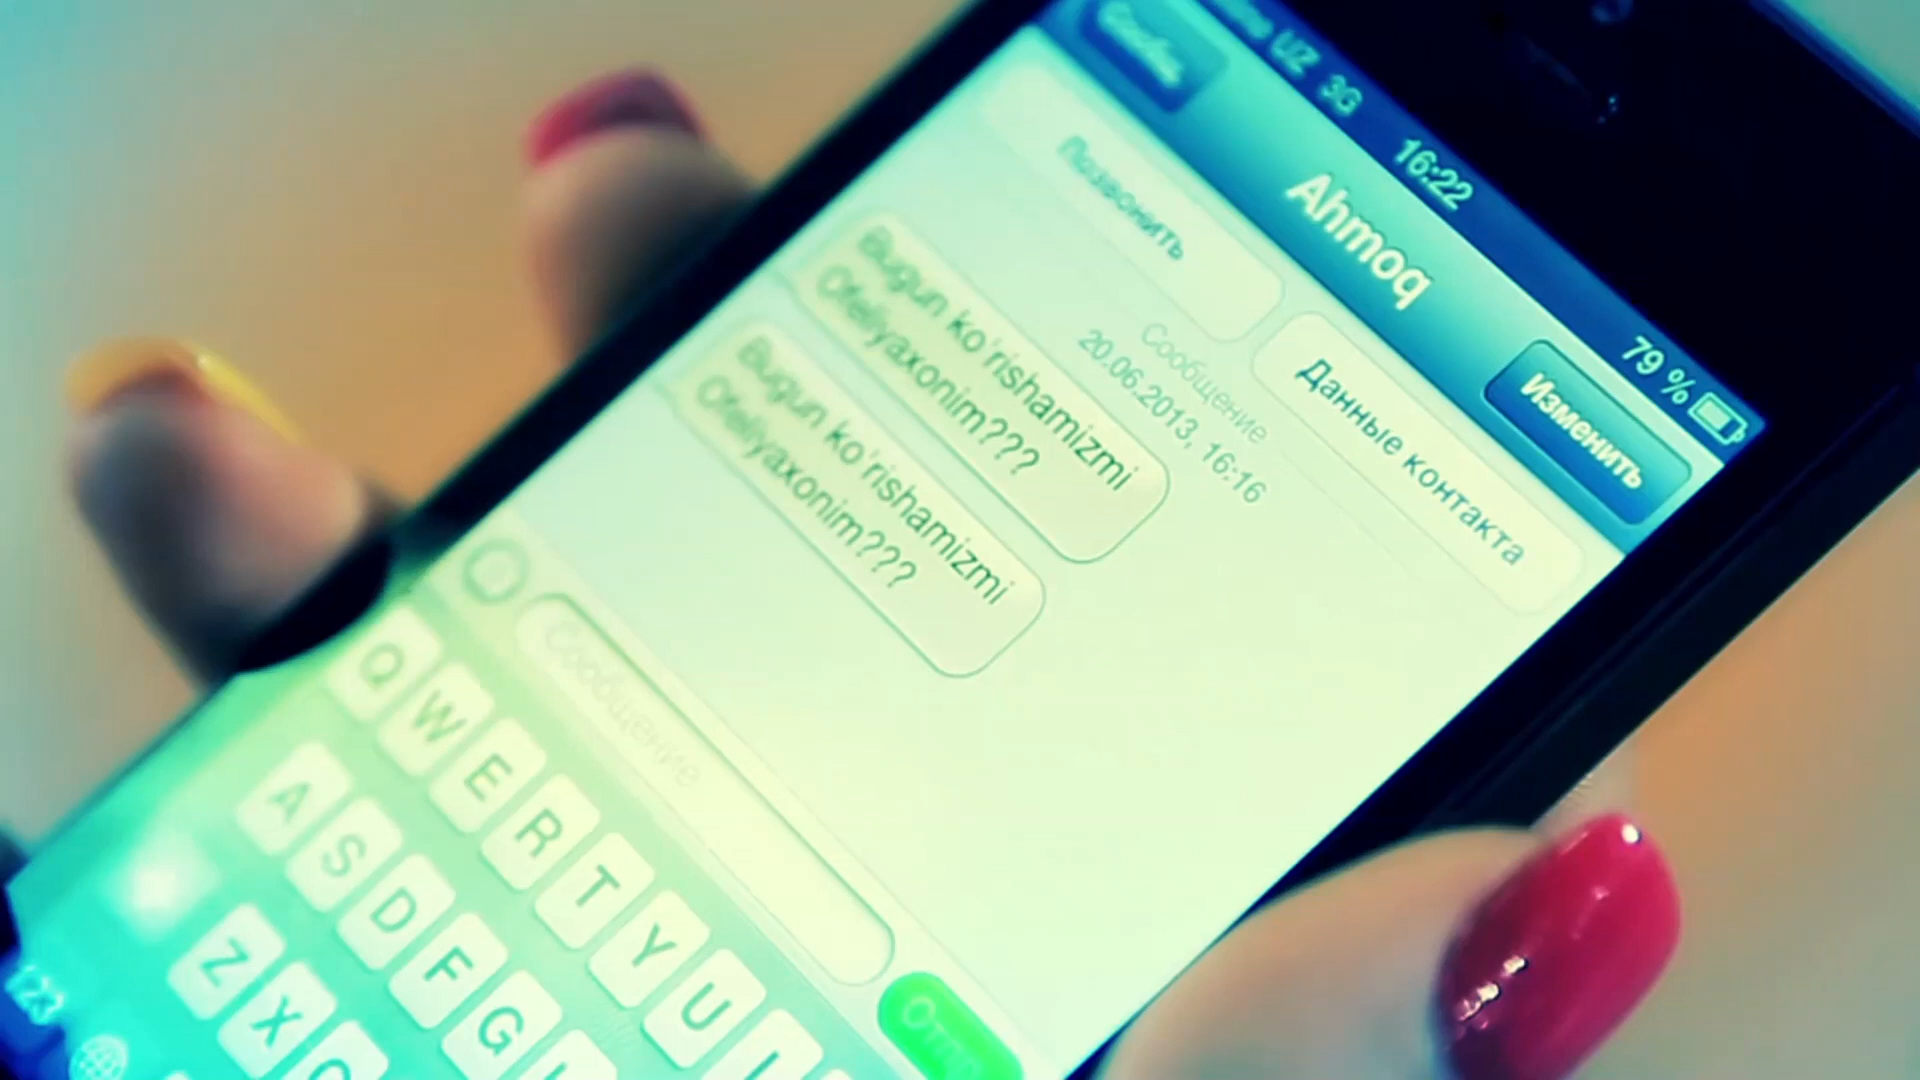 UZ 3G 16:22 79 %
Ahmoq
Изменить
Позвонить
Данные контакта
Сообщение
20.06.2013, 16:16
Bugun ko'rishamizmi
Ofeliyaxonim???
Bugun ko'rishamizmi
Ofeliyaxonim???
Сообщение
Q W E R T Y U I
A S D F G
Z X C
123